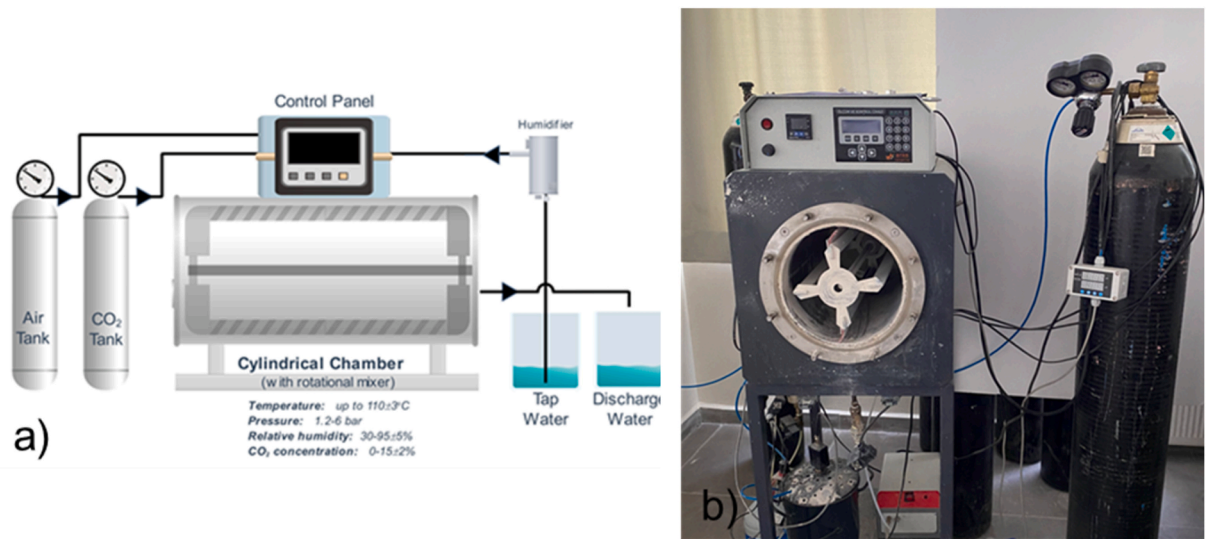 Control Panel
Humidifier
Air
Tank
CO₂
Tank
Cylindrical Chamber
(with rotational mixer)
Temperature: up to 110±3°C
Pressure: 1.2-6 bar
Relative humidity: 30-95±5%
CO₂ concentration: 0-15±2%
Tap
Water
Discharge
Water
a)
b)